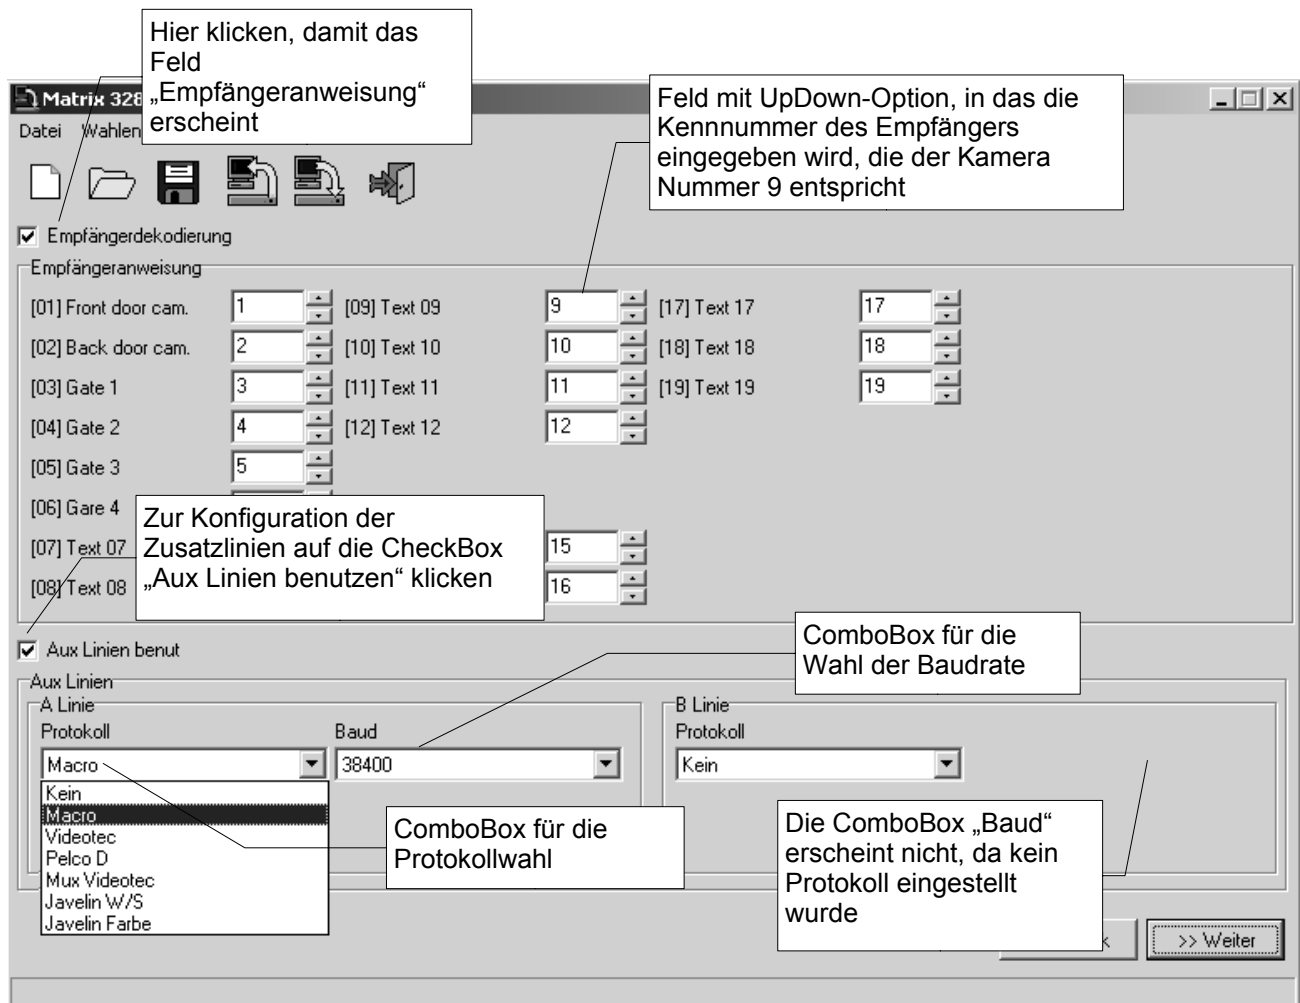 Hier klicken, damit das
Feld
„Empfängeranweisung“
erscheint
Matrix 328
Datei Wahlen
Feld mit UpDown-Option, in das die
Kennnummer des Empfängers
eingegeben wird, die der Kamera
Nummer 9 entspricht
Empfängerdekodierung
Empfängeranweisung
[01] Front door cam. 1 [09] Text 09 9 [17] Text 17 17
[02] Back door cam. 2 [10] Text 10 10 [18] Text 18 18
[03] Gate 1 3 [11] Text 11 11 [19] Text 19 19
[04] Gate 2 4 [12] Text 12 12
[05] Gate 3 5
[06] Gare 4
[07] Text 07 15
[08] Text 08 16
Zur Konfiguration der
Zusatzlinien auf die CheckBox
„Aux Linien benutzen“ klicken
Aux Linien benut
ComboBox für die
Wahl der Baudrate
Aux Linien
A Linie B Linie
Protokoll Baud Protokoll
Macro 38400 Kein
Kein
Macro
Videotec
Pelco D
Mux Videotec
Javelin W/S
Javelin Farbe
ComboBox für die
Protokollwahl
Die ComboBox „Baud“
erscheint nicht, da kein
Protokoll eingestellt
wurde
>> Weiter